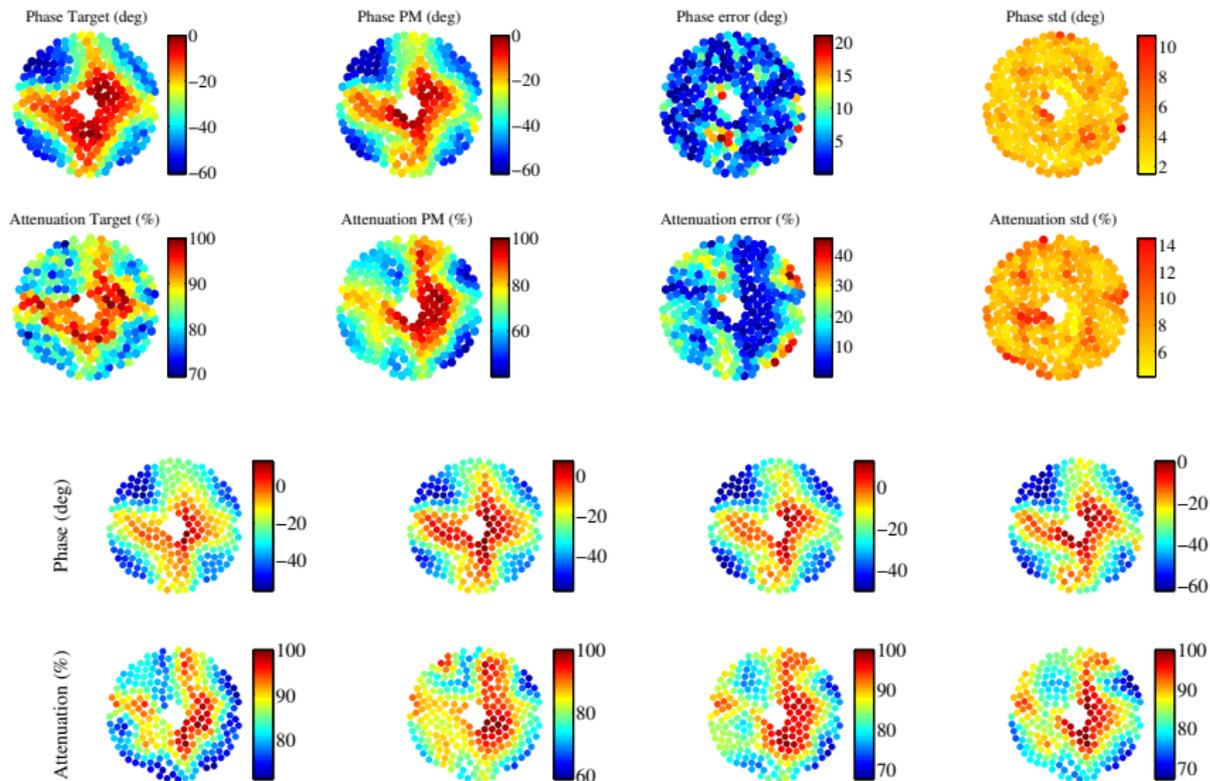 Phase Target (deg) Phase PM (deg) Phase error (deg) Phase std (deg)
0 0 20 10
−20 −20 15 8
−40 −40 10 6
−60 −60 5 4
2
Attenuation Target (%) Attenuation PM (%) Attenuation error (%) Attenuation std (%)
100 100 40 14
90 80 30 12
80 60 20 10
70 10 8
6
Phase (deg)
0 0 0 0
−20 −20 −20 −20
−40 −40 −40 −40
−60
Attenuation (%)
100 100 100 100
90 80 90 90
80 60 80 80
70 70